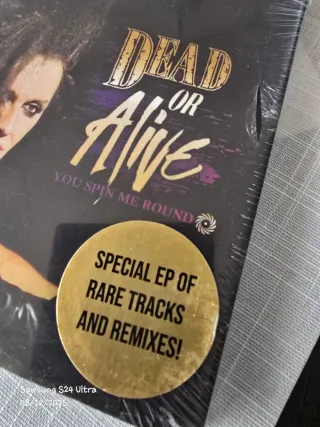 DEAD
OR
Alive
YOU SPIN ME ROUND
SPECIAL EP OF
RARE TRACKS
AND REMIXES!
Samsung S24 Ultra